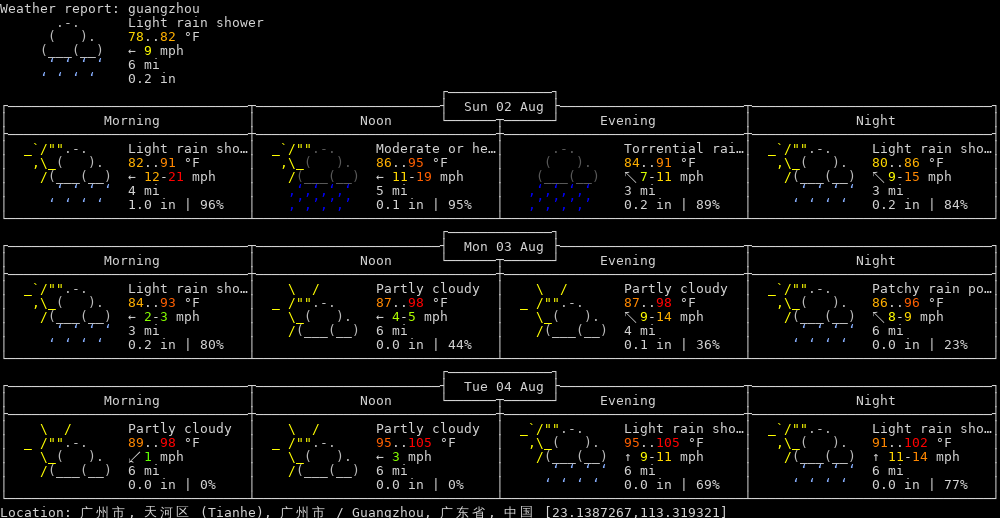 Weather report: guangzhou
Light rain shower
78..82 °F
← 9 mph
6 mi
0.2 in
Sun 02 Aug
Morning Noon Evening Night
Light rain sho… Moderate or he… Torrential rai… Light rain sho…
82..91 °F 86..95 °F 84..91 °F 80..86 °F
← 12-21 mph ← 11-19 mph ↖ 7-11 mph ↖ 9-15 mph
4 mi 5 mi 3 mi 3 mi
1.0 in | 96% 0.1 in | 95% 0.2 in | 89% 0.2 in | 84%
Mon 03 Aug
Morning Noon Evening Night
Light rain sho… Partly cloudy Partly cloudy Patchy rain po…
84..93 °F 87..98 °F 87..98 °F 86..96 °F
← 2-3 mph ← 4-5 mph ↖ 9-14 mph ↖ 8-9 mph
3 mi 6 mi 4 mi 6 mi
0.2 in | 80% 0.0 in | 44% 0.1 in | 36% 0.0 in | 23%
Tue 04 Aug
Morning Noon Evening Night
Partly cloudy Partly cloudy Light rain sho… Light rain sho…
89..98 °F 95..105 °F 95..105 °F 91..102 °F
↙ 1 mph ← 3 mph ↑ 9-11 mph ↑ 11-14 mph
6 mi 6 mi 6 mi 6 mi
0.0 in | 0% 0.0 in | 0% 0.0 in | 69% 0.0 in | 77%
Location: 广州市, 天河区 (Tianhe), 广州市 / Guangzhou, 广东省, 中国 [23.1387267,113.319321]